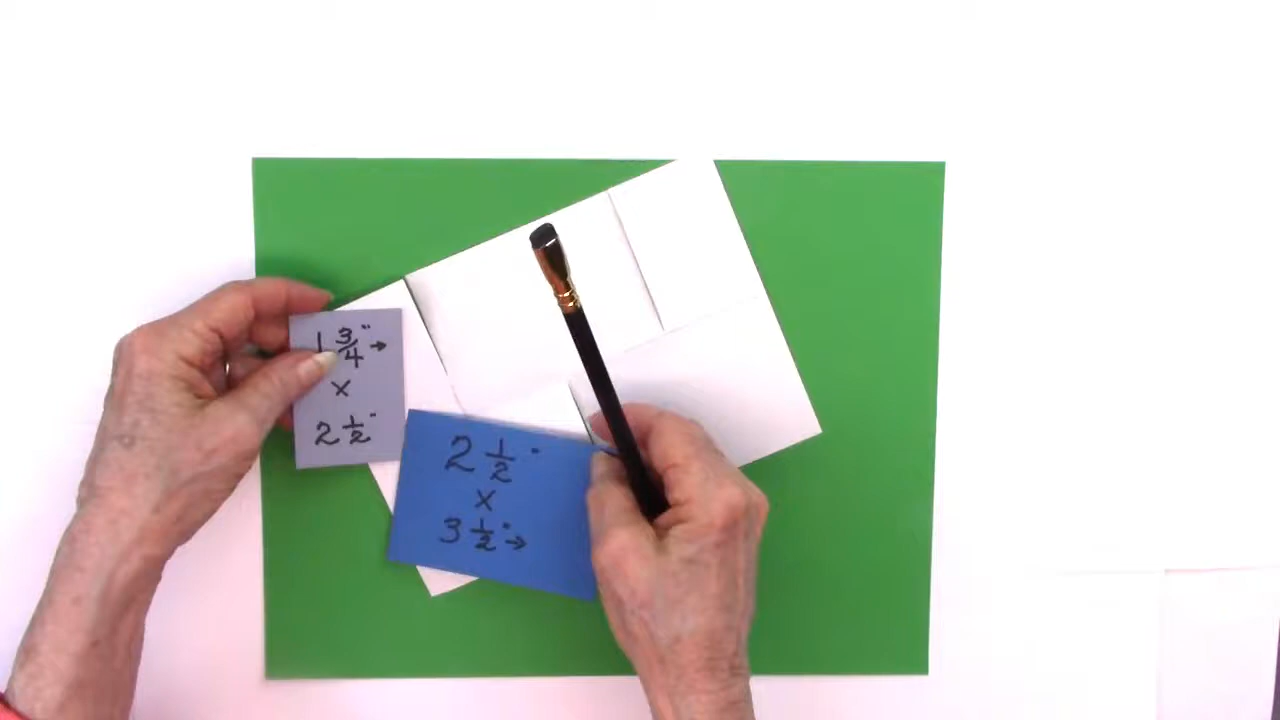 1 3/4" →
x
2 1/2"
2 1/2"
x
3 1/2" →